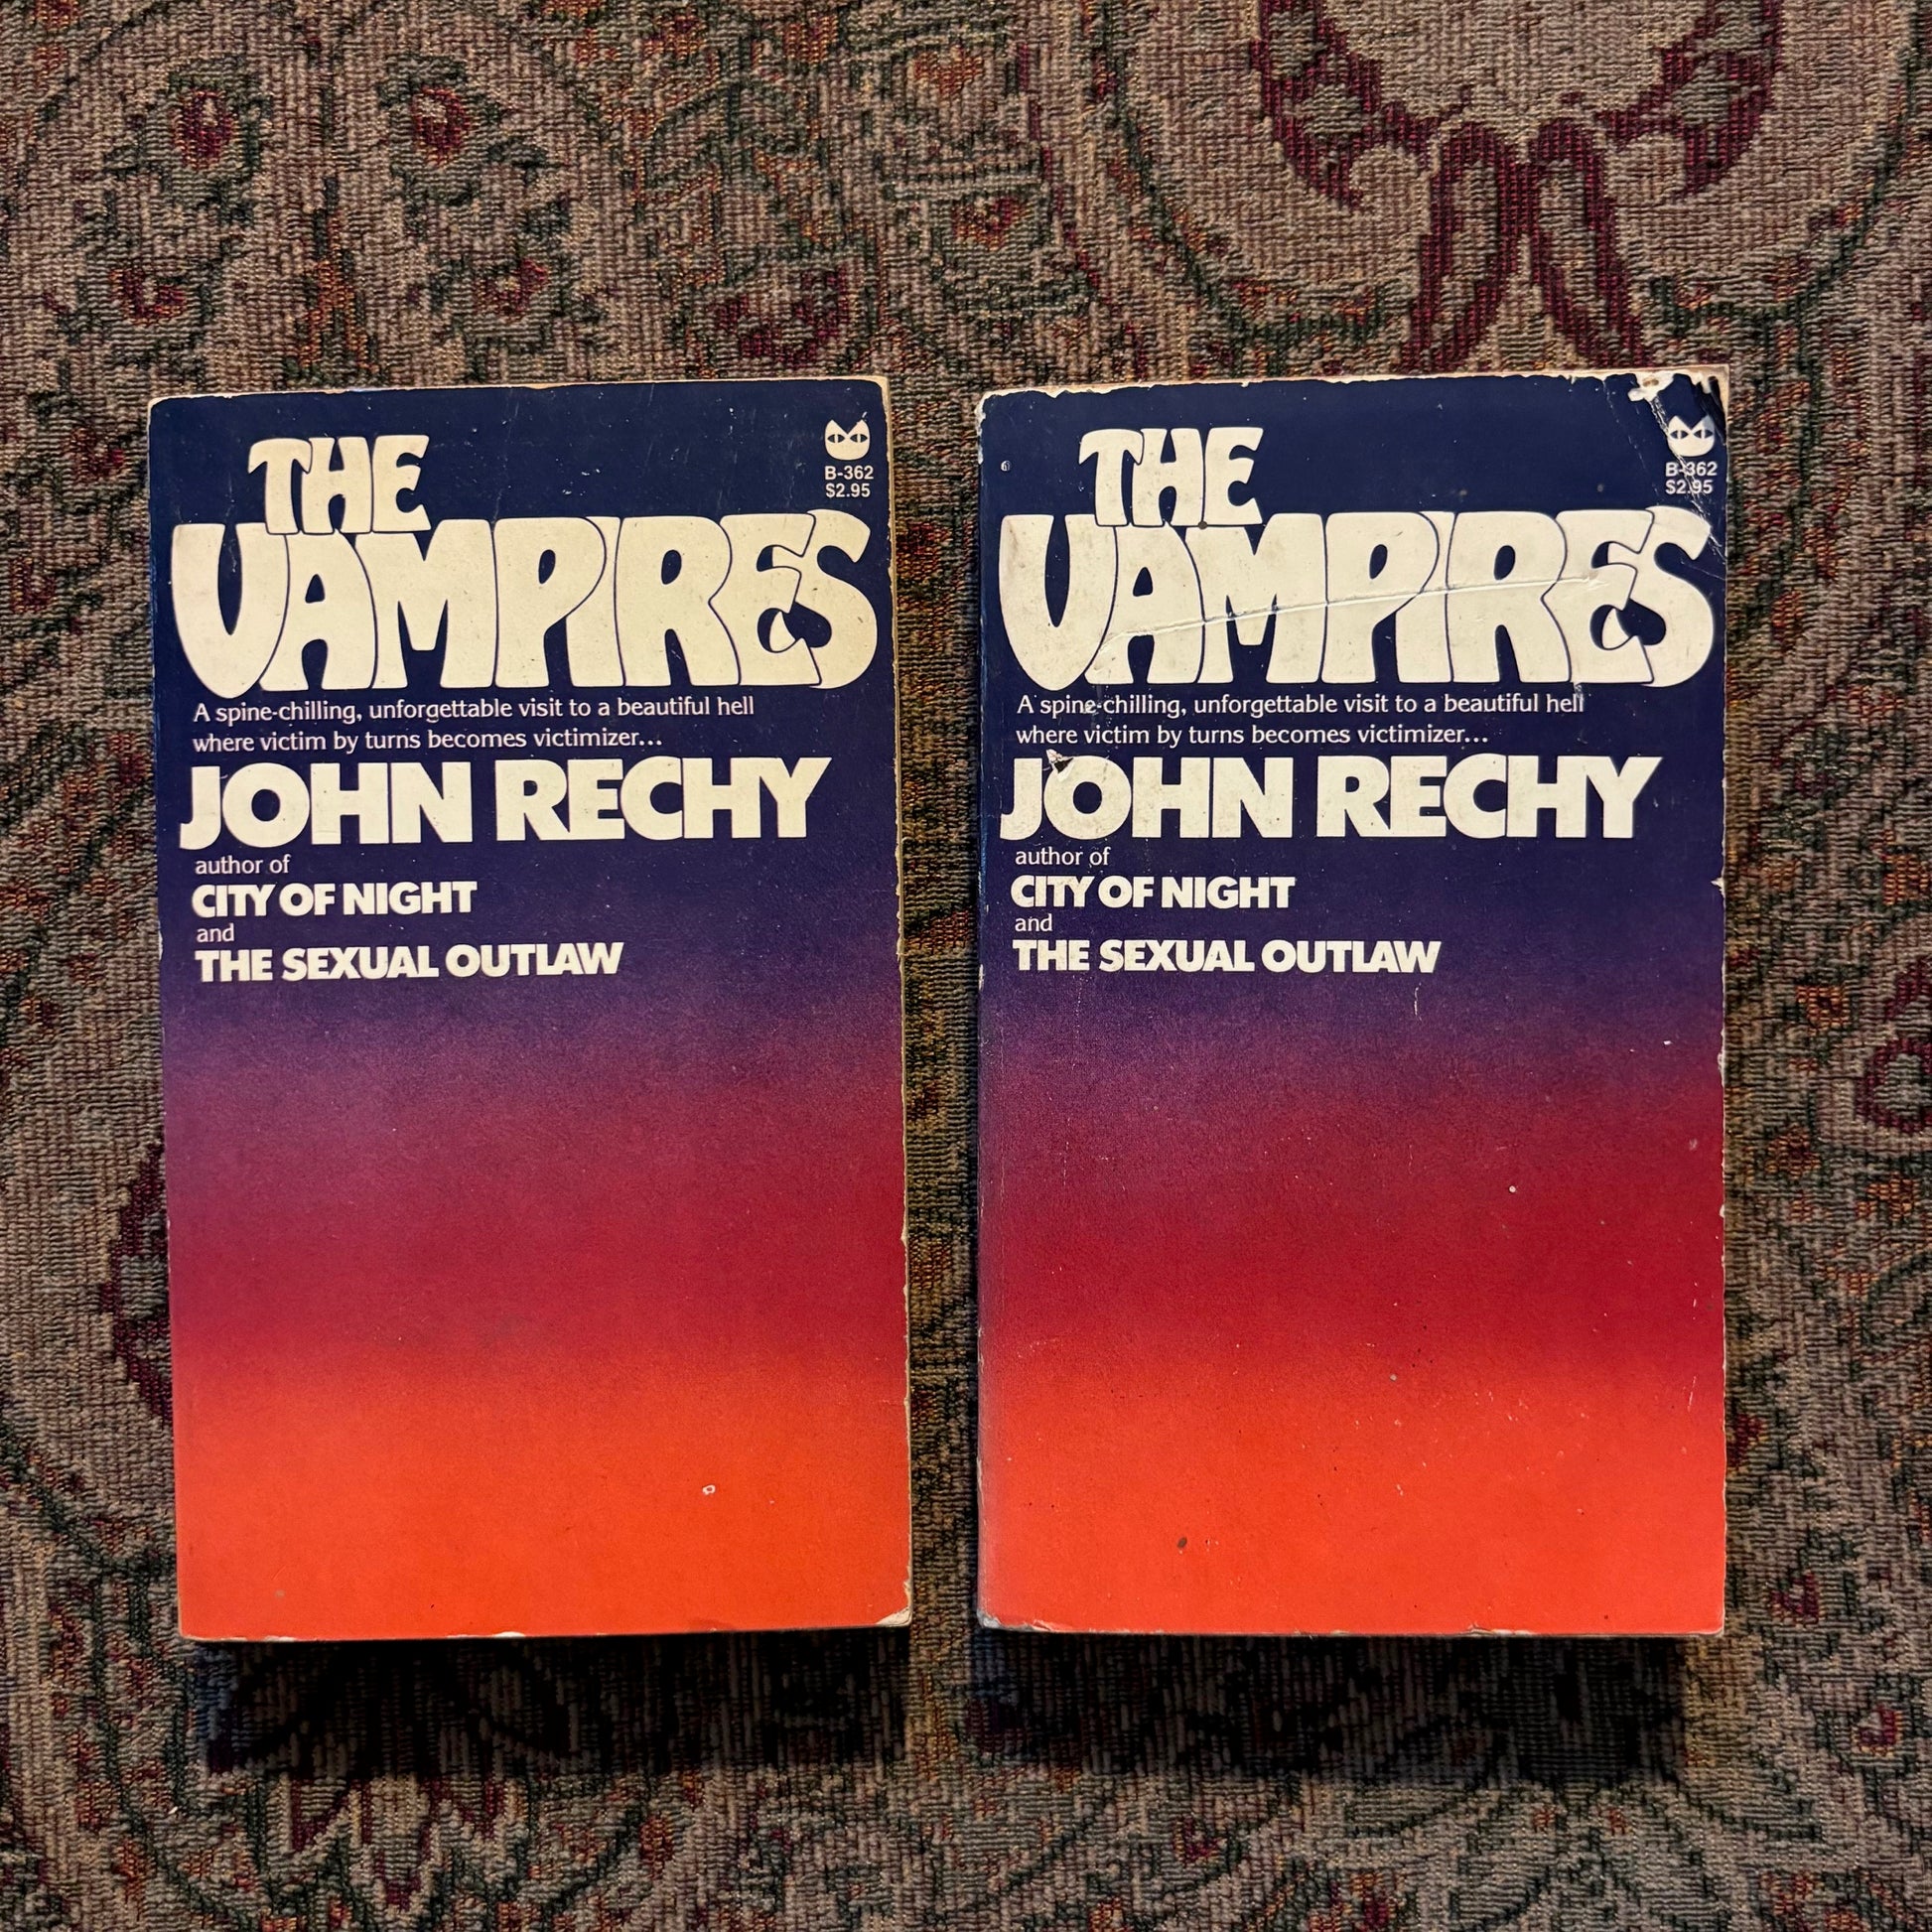 THE
VAMPIRES
B-362
$2.95
A spine-chilling, unforgettable visit to a beautiful hell
where victim by turns becomes victimizer...
JOHN RECHY
author of
CITY OF NIGHT
and
THE SEXUAL OUTLAW
THE
VAMPIRES
B-362
$2.95
A spine-chilling, unforgettable visit to a beautiful hell
where victim by turns becomes victimizer...
JOHN RECHY
author of
CITY OF NIGHT
and
THE SEXUAL OUTLAW